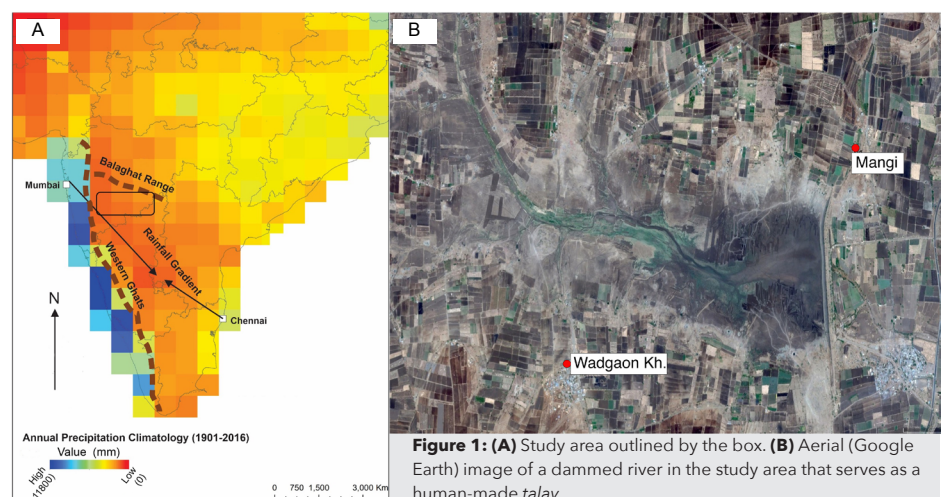 A
Mumbai
Balaghat Range
Rainfall Gradient
Western Ghats
N
Chennai
Annual Precipitation Climatology (1901-2016)
Value (mm)
High
(11800)
Low
(0)
0 750 1,500 3,000 Km
B
Mangi
Wadgaon Kh.
Figure 1: (A) Study area outlined by the box. (B) Aerial (Google
Earth) image of a dammed river in the study area that serves as a
human-made talav